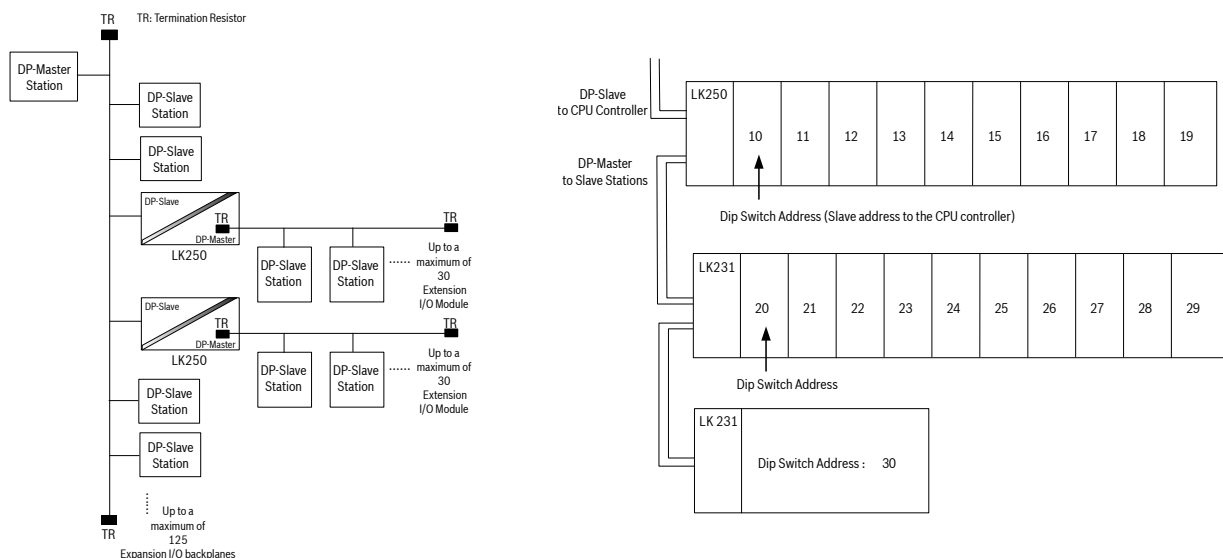 TR
TR: Termination Resistor
DP-Master
Station
DP-Slave
Station
DP-Slave
Station
DP-Slave
TR
DP-Master
LK250
TR
DP-Slave
Station
DP-Slave
Station
......
Up to a
maximum of
30
Extension
I/O Module
DP-Slave
TR
DP-Master
LK250
TR
DP-Slave
Station
DP-Slave
Station
......
Up to a
maximum of
30
Extension
I/O Module
DP-Slave
Station
DP-Slave
Station
......
TR
Up to a
maximum of
125
Expansion I/O backplanes
DP-Slave
to CPU Controller
DP-Master
to Slave Stations
LK250
10 11 12 13 14 15 16 17 18 19
Dip Switch Address (Slave address to the CPU controller)
LK231
20 21 22 23 24 25 26 27 28 29
Dip Switch Address
LK 231
Dip Switch Address : 30